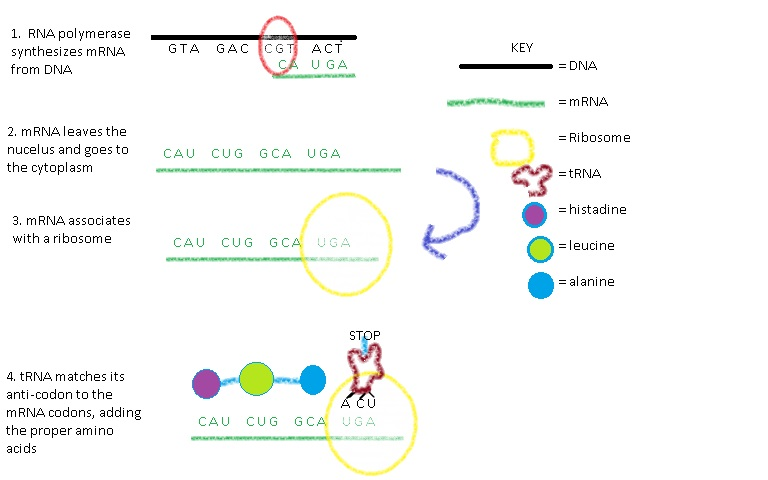 1. RNA polymerase
synthesizes mRNA
from DNA
GTA GAC CGT ACT
CA U GA
2. mRNA leaves the
nucelus and goes to
the cytoplasm
CAU CUG GCA UGA
3. mRNA associates
with a ribosome
CAU CUG GCA UGA
STOP
4. tRNA matches its
anti-codon to the
mRNA codons, adding
the proper amino
acids
A CU
CAU CUG GCA UGA
KEY
= DNA
= mRNA
= Ribosome
= tRNA
= histadine
= leucine
= alanine